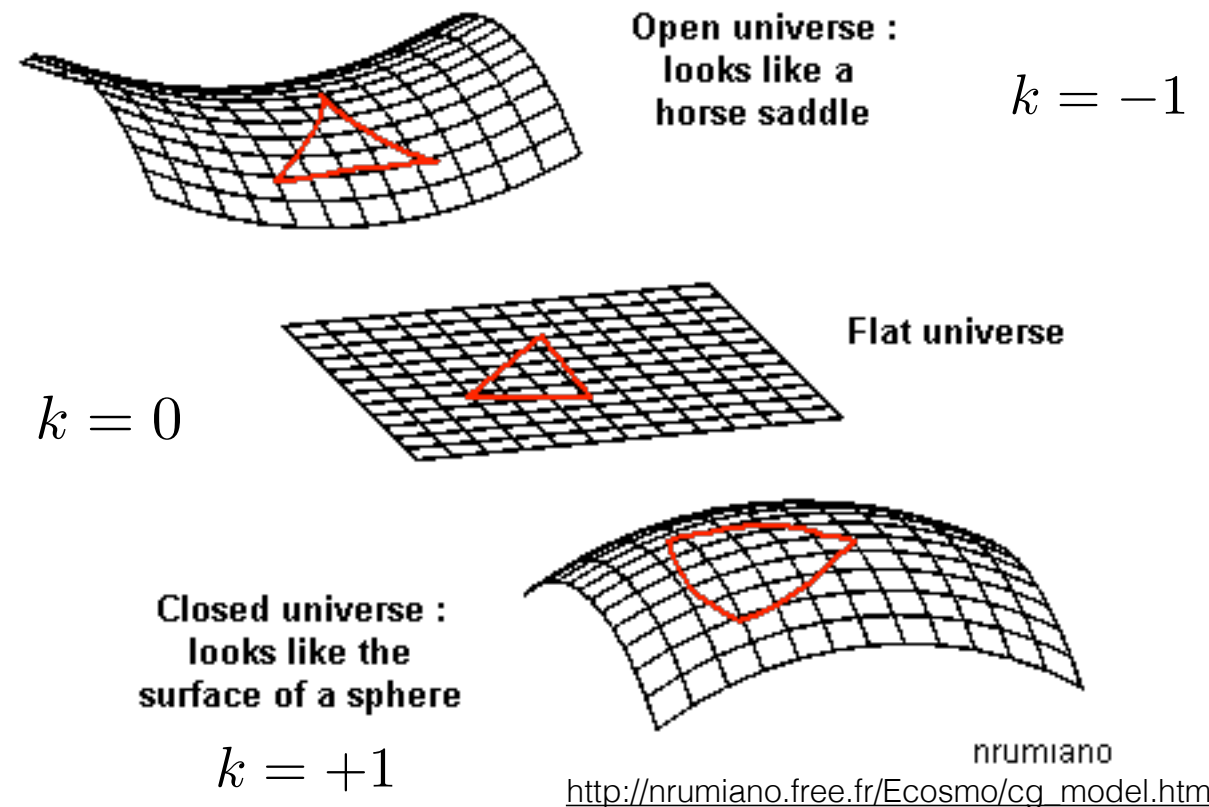 Open universe :
looks like a
horse saddle
k = −1
Flat universe
k = 0
Closed universe :
looks like the
surface of a sphere
k = +1
nrumiano
http://nrumiano.free.fr/Ecosmo/cg_model.htm